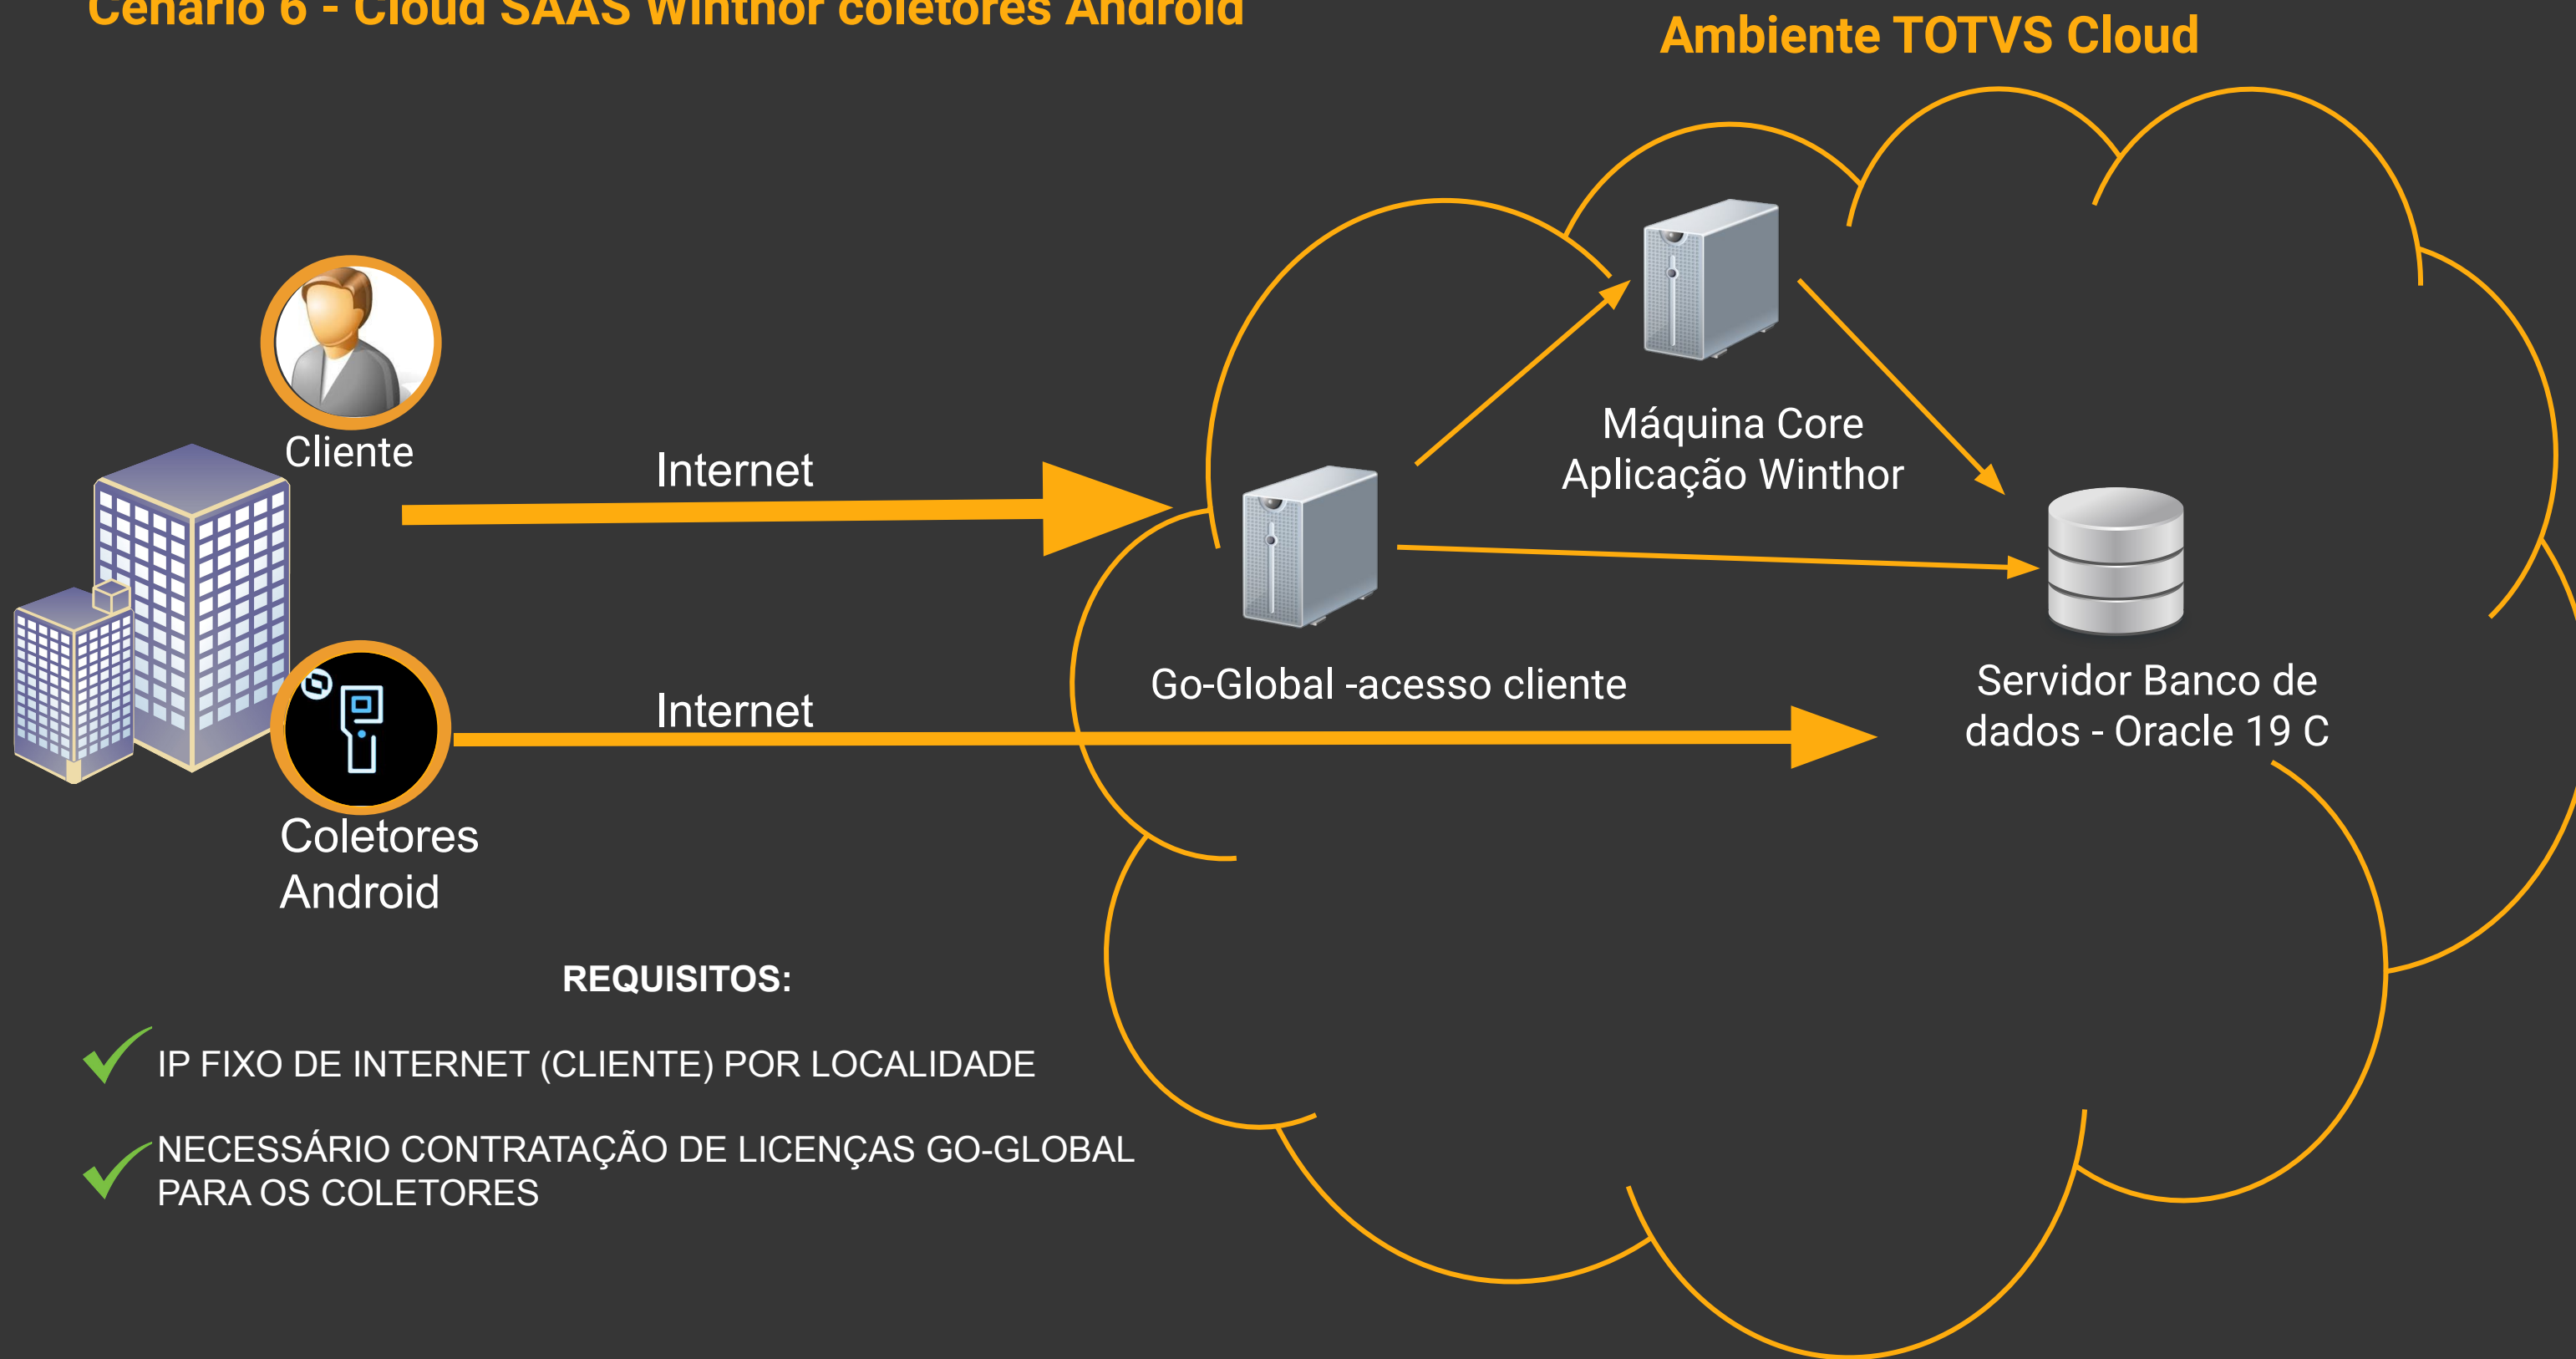 Cenário 6 - Cloud SAAS Winthor coletores Android
Ambiente TOTVS Cloud
Cliente
Internet
Máquina Core
Aplicação Winthor
Go-Global -acesso cliente
Internet
Servidor Banco de
dados - Oracle 19 C
Coletores
Android
REQUISITOS:
IP FIXO DE INTERNET (CLIENTE) POR LOCALIDADE
NECESSÁRIO CONTRATAÇÃO DE LICENÇAS GO-GLOBAL
PARA OS COLETORES